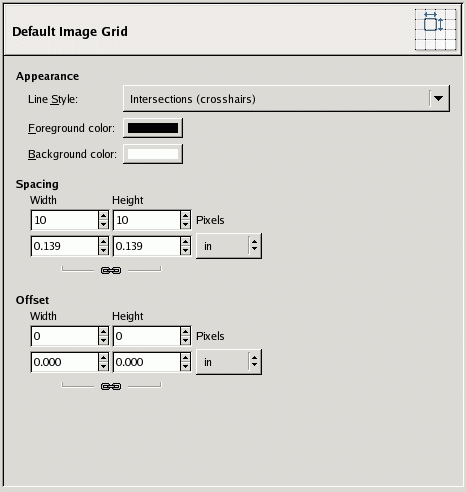 Default Image Grid
Appearance
Line Style: Intersections (crosshairs)
Foreground color:
Background color:
Spacing
Width Height
10 10 Pixels
0.139 0.139 in
Offset
Width Height
0 0 Pixels
0.000 0.000 in